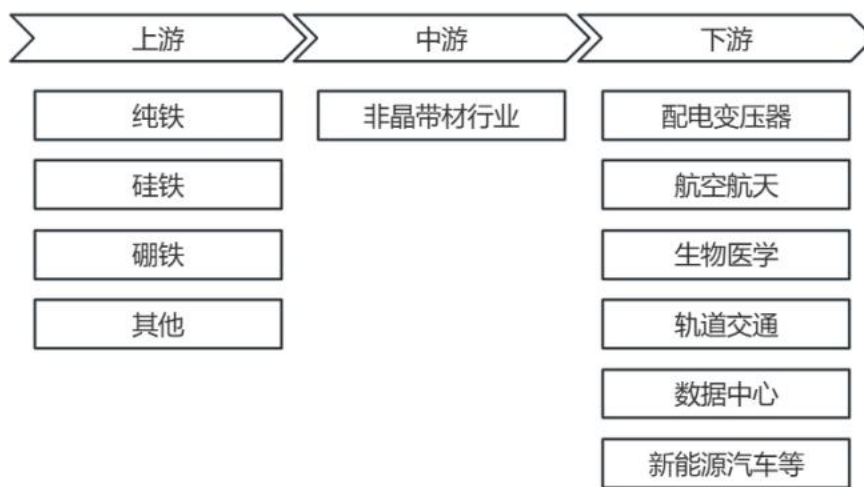 上游
中游
下游
纯铁
非晶带材行业
配电变压器
硅铁
航空航天
硼铁
生物医学
其他
轨道交通
数据中心
新能源汽车等